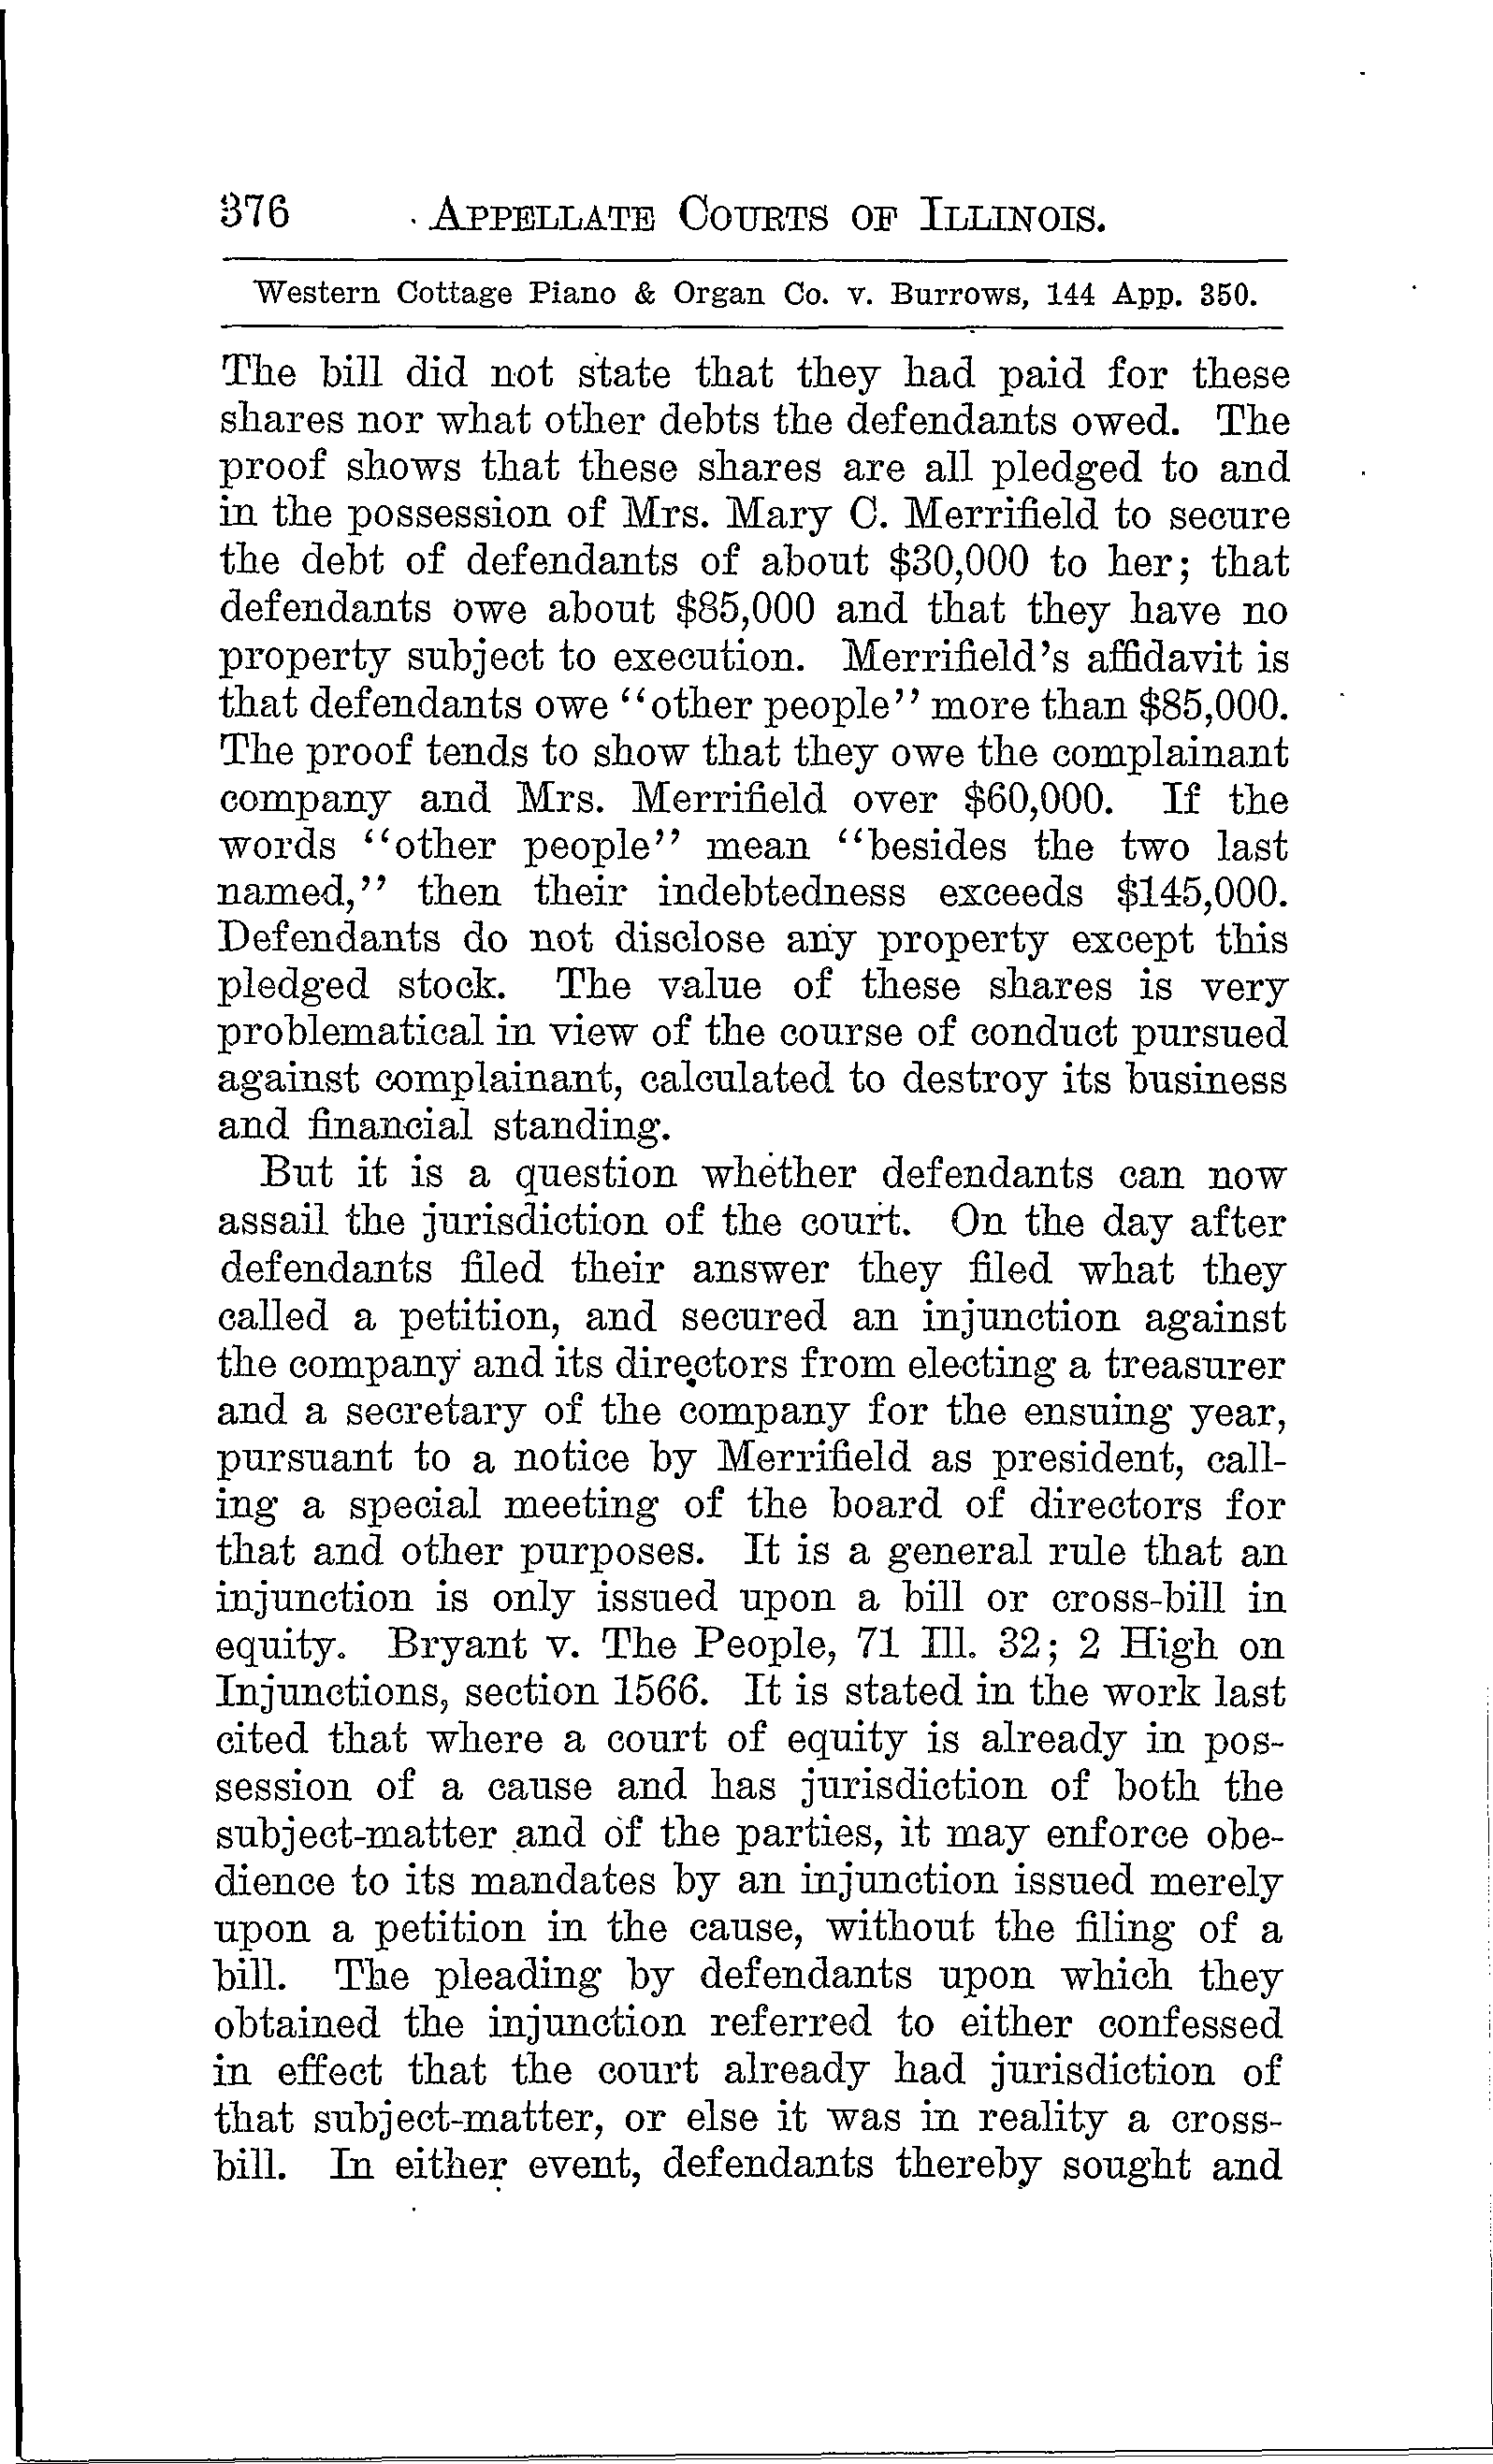 376 APPELLATE COURTS OF ILLINOIS.
Western Cottage Piano & Organ Co. v. Burrows, 144 App. 350.
The bill did not state that they had paid for these
shares nor what other debts the defendants owed. The
proof shows that these shares are all pledged to and
in the possession of Mrs. Mary C. Merrifield to secure
the debt of defendants of about $30,000 to her; that
defendants owe about $85,000 and that they have no
property subject to execution. Merrifield's affidavit is
that defendants owe "other people" more than $85,000.
The proof tends to show that they owe the complainant
company and Mrs. Merrifield over $60,000. If the
words "other people" mean "besides the two last
named," then their indebtedness exceeds $145,000.
Defendants do not disclose any property except this
pledged stock. The value of these shares is very
problematical in view of the course of conduct pursued
against complainant, calculated to destroy its business
and financial standing.
But it is a question whether defendants can now
assail the jurisdiction of the court. On the day after
defendants filed their answer they filed what they
called a petition, and secured an injunction against
the company and its directors from electing a treasurer
and a secretary of the company for the ensuing year,
pursuant to a notice by Merrifield as president, call-
ing a special meeting of the board of directors for
that and other purposes. It is a general rule that an
injunction is only issued upon a bill or cross-bill in
equity. Bryant v. The People, 71 Ill. 32; 2 High on
Injunctions, section 1566. It is stated in the work last
cited that where a court of equity is already in pos-
session of a cause and has jurisdiction of both the
subject-matter and of the parties, it may enforce obe-
dience to its mandates by an injunction issued merely
upon a petition in the cause, without the filing of a
bill. The pleading by defendants upon which they
obtained the injunction referred to either confessed
in effect that the court already had jurisdiction of
that subject-matter, or else it was in reality a cross-
bill. In either event, defendants thereby sought and